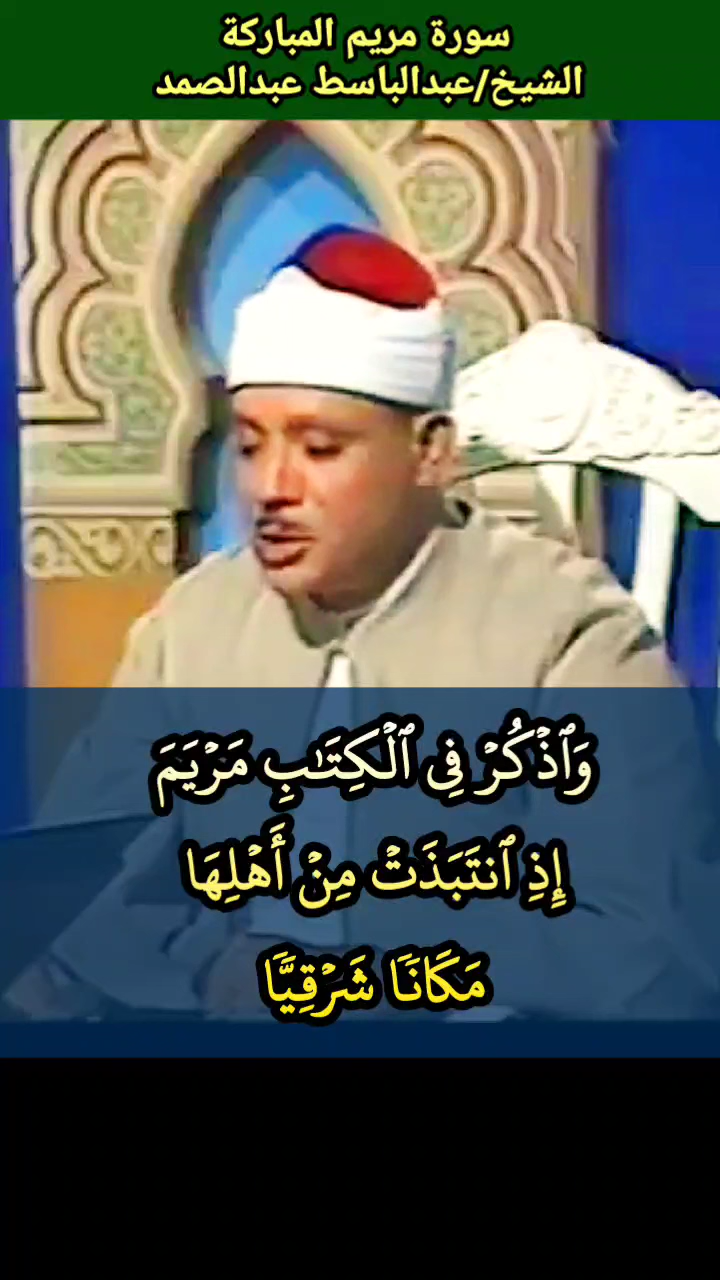 سورة مريم المباركة
الشيخ/عبدالباسط عبدالصمد
وَٱذْكُرْ فِى ٱلْكِتَٰبِ مَرْيَمَ
إِذِ ٱنتَبَذَتْ مِنْ أَهْلِهَا
مَكَانًا شَرْقِيًّا